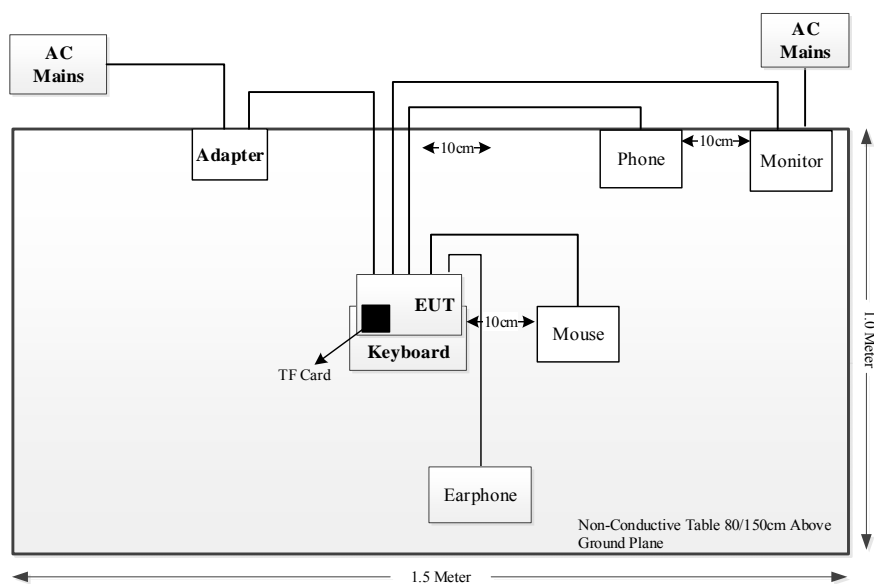 AC
Mains
AC
Mains
Adapter
10cm
Phone
10cm
Monitor
EUT
Keyboard
10cm
Mouse
TF Card
1.0 Meter
Earphone
Non-Conductive Table 80/150cm Above
Ground Plane
1.5 Meter